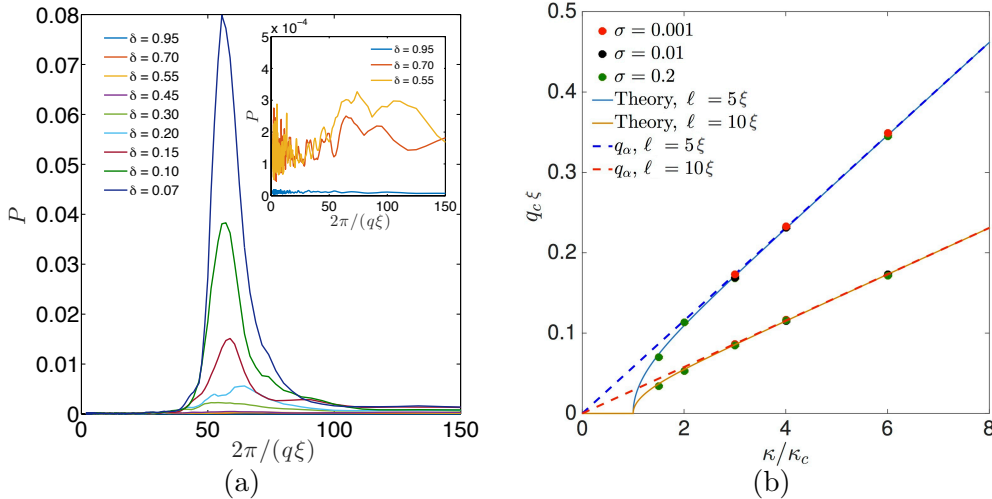 0.08
0.07
0.06
0.05
0.04
0.03
0.02
0.01
0
P
0 50 100 150
2π/(qξ)
δ = 0.95
δ = 0.70
δ = 0.55
δ = 0.45
δ = 0.30
δ = 0.20
δ = 0.15
δ = 0.10
δ = 0.07
×10⁻⁴
5
4
3
2
1
0
P
0 50 100 150
2π/(qξ)
δ = 0.95
δ = 0.70
δ = 0.55
(a)
0.5
0.4
0.3
0.2
0.1
0
q_c ξ
0 2 4 6 8
κ/κ_c
σ = 0.001
σ = 0.01
σ = 0.2
Theory, ℓ = 5ξ
Theory, ℓ = 10ξ
q_α, ℓ = 5ξ
q_α, ℓ = 10ξ
(b)